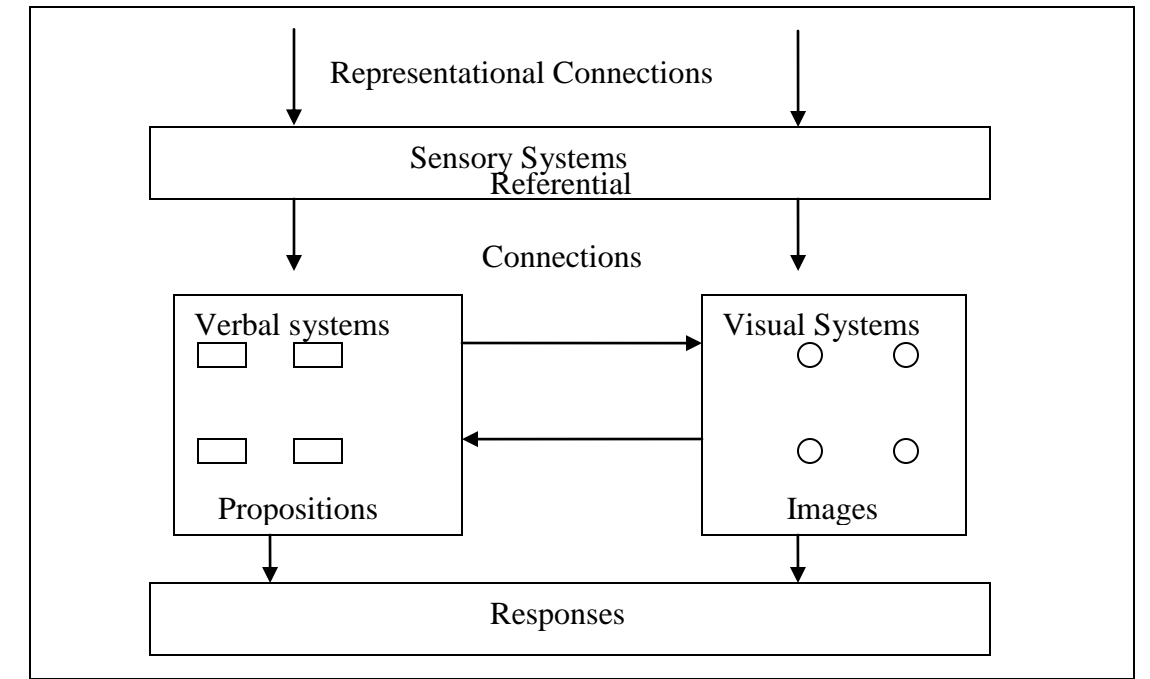 Representational Connections
Sensory Systems
Referential
Connections
Verbal systems
Visual Systems
Propositions
Images
Responses